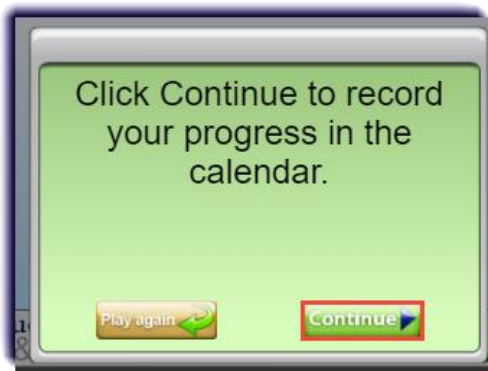 Click Continue to record
your progress in the
calendar.
Play again
Continue
&